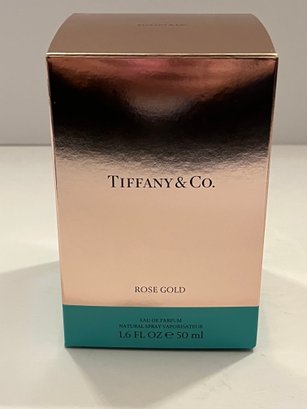 TIFFANY & CO.
ROSE GOLD
EAU DE PARFUM
NATURAL SPRAY VAPORISATEUR
1.6 FL OZ ℮ 50 ml